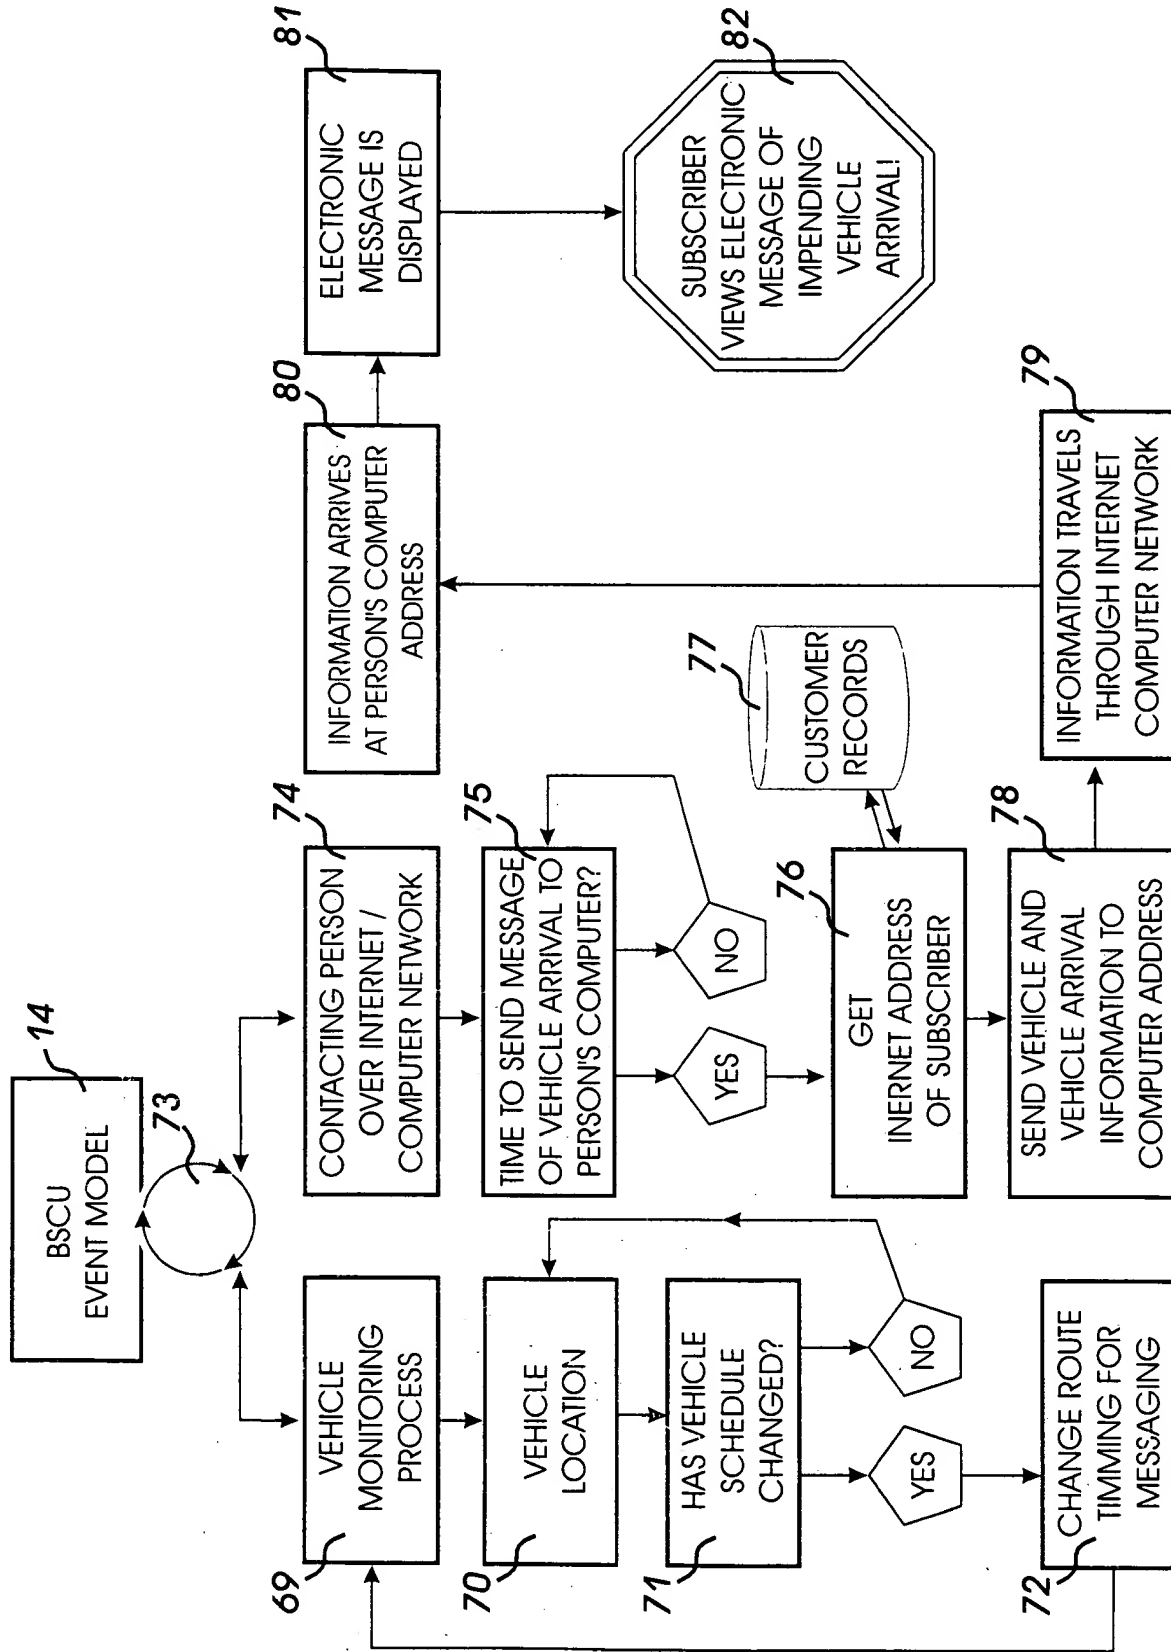 14
BSCU
EVENT MODEL
73
69
VEHICLE
MONITORING
PROCESS
70
VEHICLE
LOCATION
71
HAS VEHICLE
SCHEDULE
CHANGED?
YES
NO
72
CHANGE ROUTE
TIMMING FOR
MESSAGING
74
CONTACTING PERSON
OVER INTERNET /
COMPUTER NETWORK
75
TIME TO SEND MESSAGE
OF VEHICLE ARRIVAL TO
PERSON'S COMPUTER?
YES
NO
76
GET
INERNET ADDRESS
OF SUBSCRIBER
77
CUSTOMER
RECORDS
78
SEND VEHICLE AND
VEHICLE ARRIVAL
INFORMATION TO
COMPUTER ADDRESS
79
INFORMATION TRAVELS
THROUGH INTERNET
COMPUTER NETWORK
80
INFORMATION ARRIVES
AT PERSON'S COMPUTER
ADDRESS
81
ELECTRONIC
MESSAGE IS
DISPLAYED
82
SUBSCRIBER
VIEWS ELECTRONIC
MESSAGE OF
IMPENDING
VEHICLE
ARRIVAL!